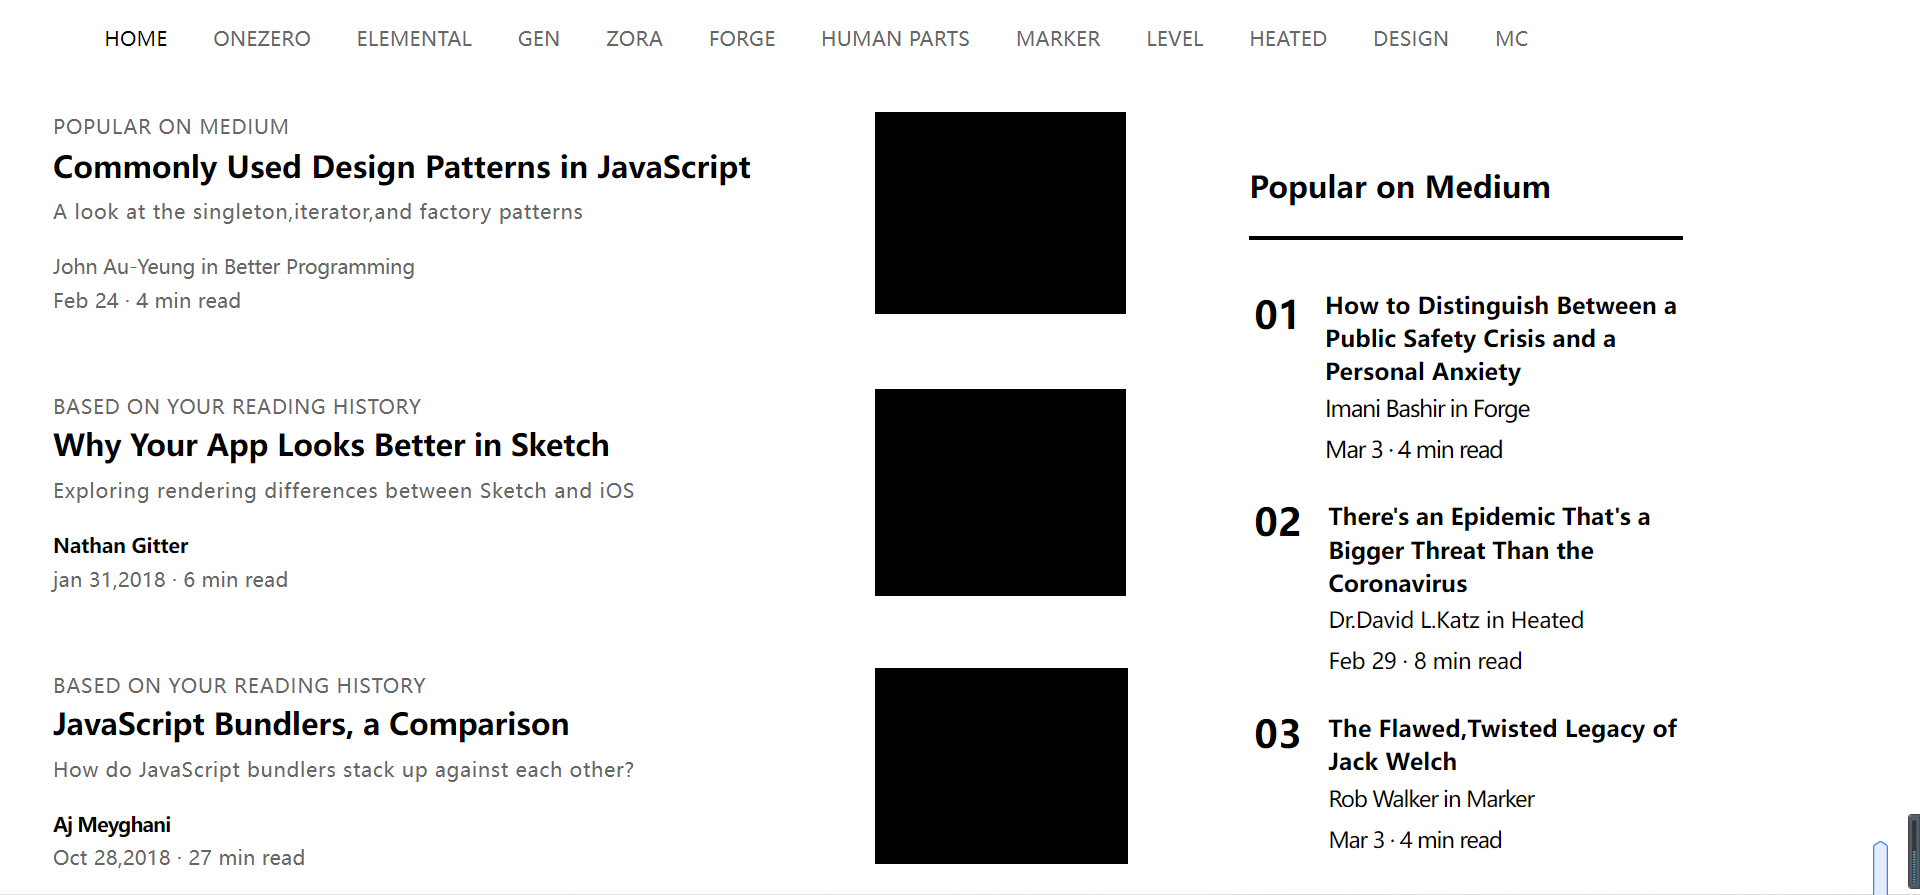 HOME ONEZERO ELEMENTAL GEN ZORA FORGE HUMAN PARTS MARKER LEVEL HEATED DESIGN MC
POPULAR ON MEDIUM
Commonly Used Design Patterns in JavaScript
A look at the singleton,iterator,and factory patterns
John Au-Yeung in Better Programming
Feb 24 · 4 min read
BASED ON YOUR READING HISTORY
Why Your App Looks Better in Sketch
Exploring rendering differences between Sketch and iOS
Nathan Gitter
jan 31,2018 · 6 min read
BASED ON YOUR READING HISTORY
JavaScript Bundlers, a Comparison
How do JavaScript bundlers stack up against each other?
Aj Meyghani
Oct 28,2018 · 27 min read
Popular on Medium
01 How to Distinguish Between a
Public Safety Crisis and a
Personal Anxiety
Imani Bashir in Forge
Mar 3 · 4 min read
02 There's an Epidemic That's a
Bigger Threat Than the
Coronavirus
Dr.David L.Katz in Heated
Feb 29 · 8 min read
03 The Flawed,Twisted Legacy of
Jack Welch
Rob Walker in Marker
Mar 3 · 4 min read